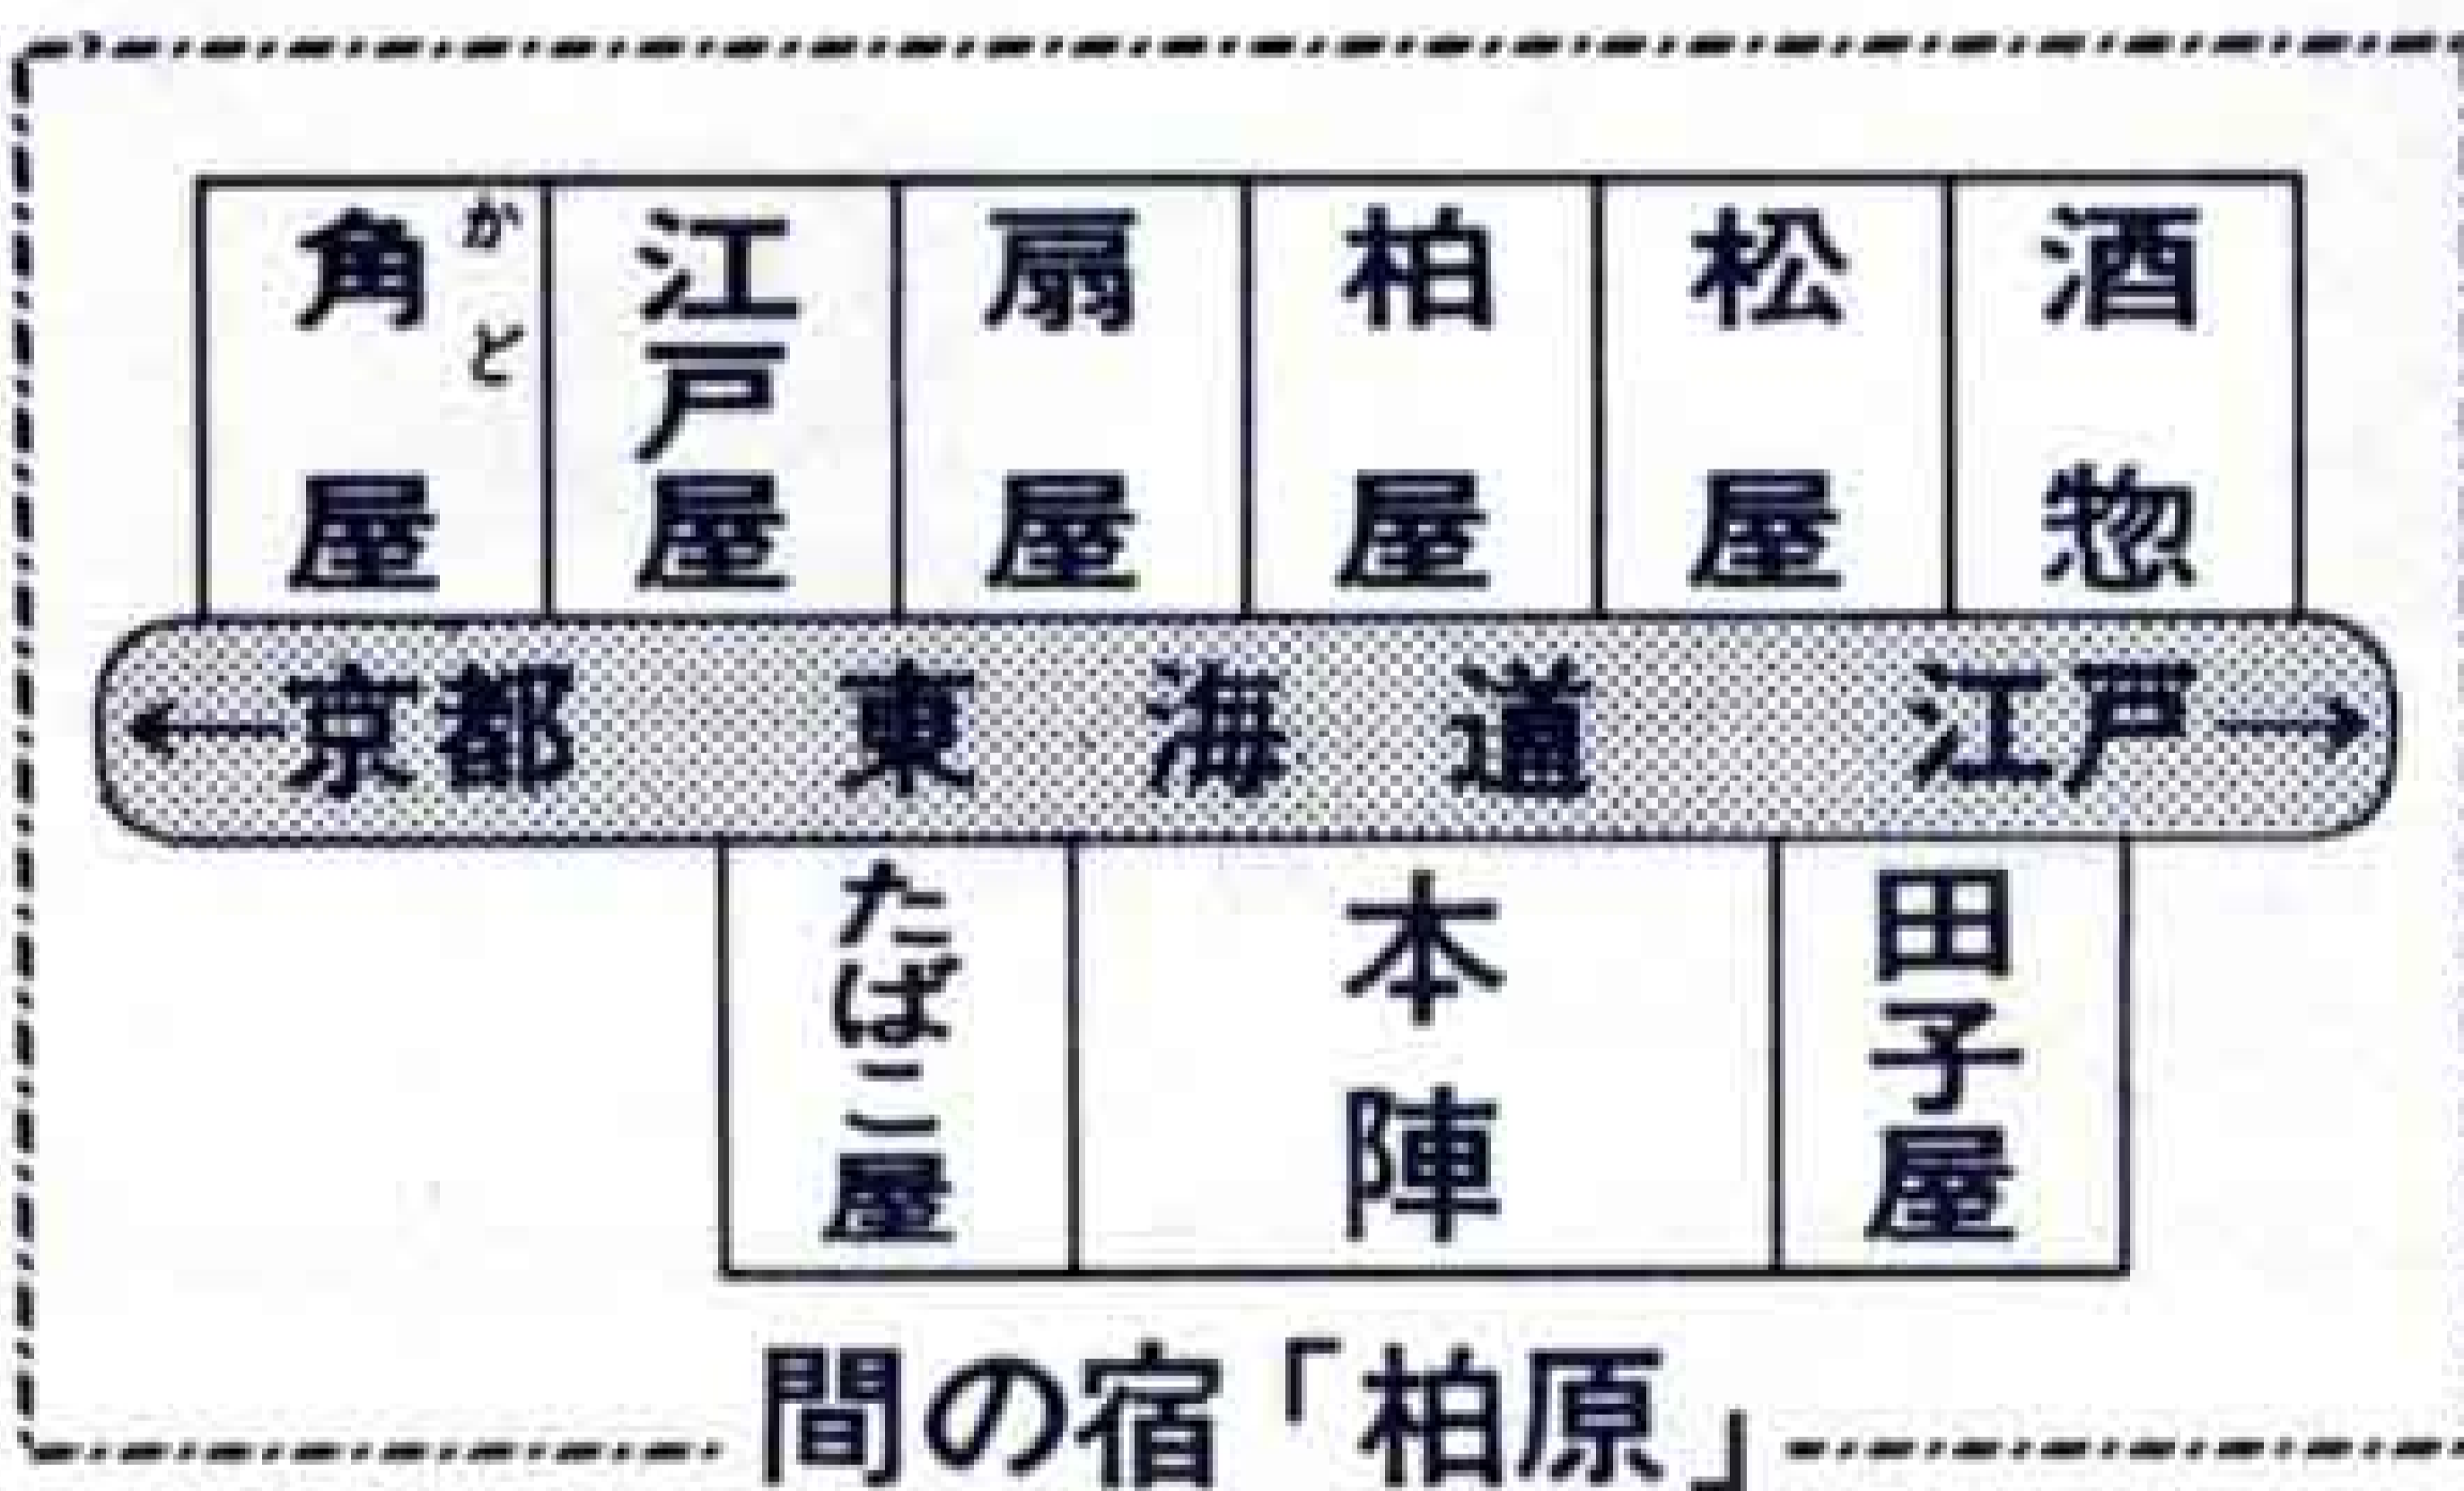 角屋
かど
江戸屋
扇屋
柏屋
松屋
酒惣
←京都 東海道 江戸→
たばこ屋
本陣
田子屋
間の宿「柏原」